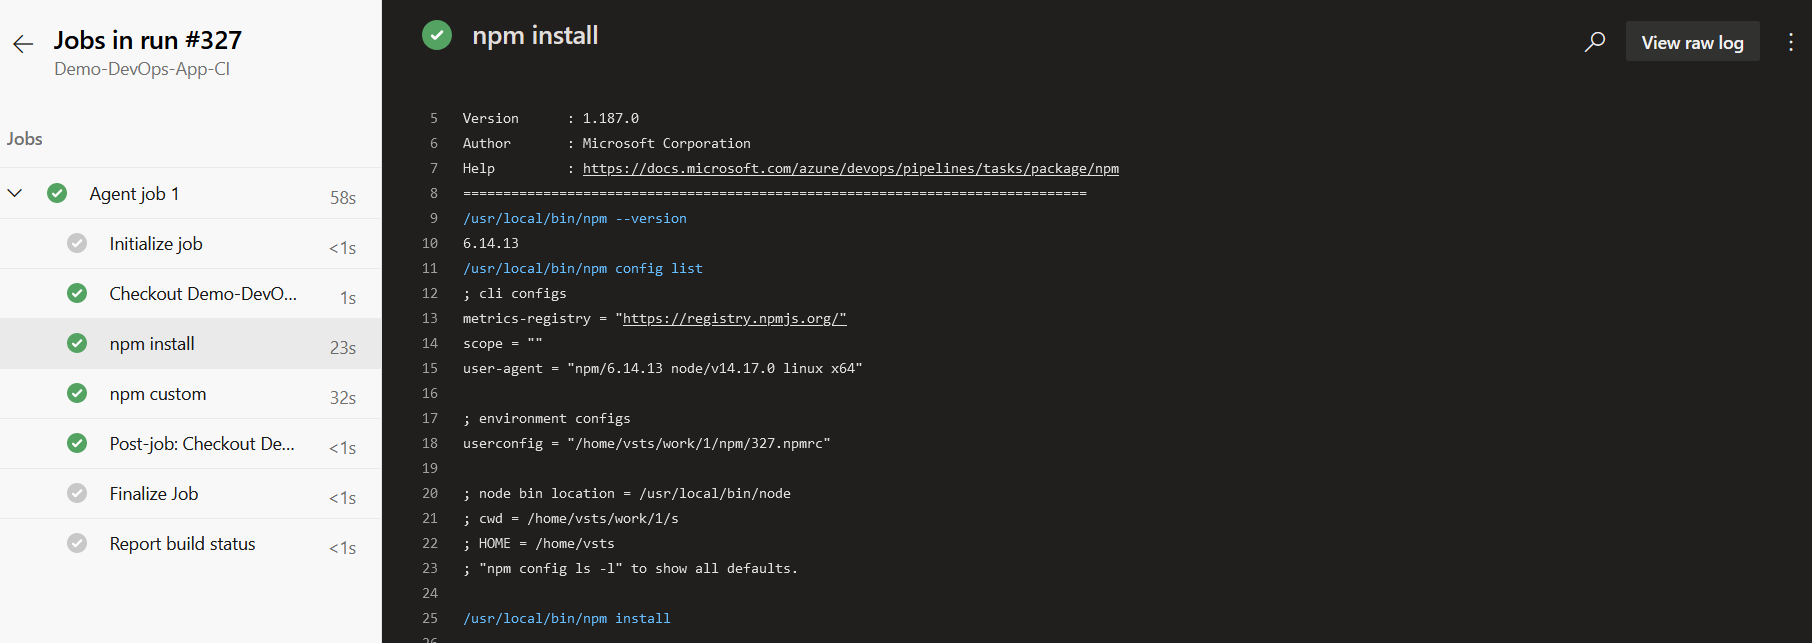 Jobs in run #327
Demo-DevOps-App-CI
Jobs
Agent job 1 58s
Initialize job <1s
Checkout Demo-DevO... 1s
npm install 23s
npm custom 32s
Post-job: Checkout De... <1s
Finalize Job <1s
Report build status <1s
npm install
View raw log
5 Version : 1.187.0
6 Author : Microsoft Corporation
7 Help : https://docs.microsoft.com/azure/devops/pipelines/tasks/package/npm
8 ==============================================================================
9 /usr/local/bin/npm --version
10 6.14.13
11 /usr/local/bin/npm config list
12 ; cli configs
13 metrics-registry = "https://registry.npmjs.org/"
14 scope = ""
15 user-agent = "npm/6.14.13 node/v14.17.0 linux x64"
16
17 ; environment configs
18 userconfig = "/home/vsts/work/1/npm/327.npmrc"
19
20 ; node bin location = /usr/local/bin/node
21 ; cwd = /home/vsts/work/1/s
22 ; HOME = /home/vsts
23 ; "npm config ls -l" to show all defaults.
24
25 /usr/local/bin/npm install
26